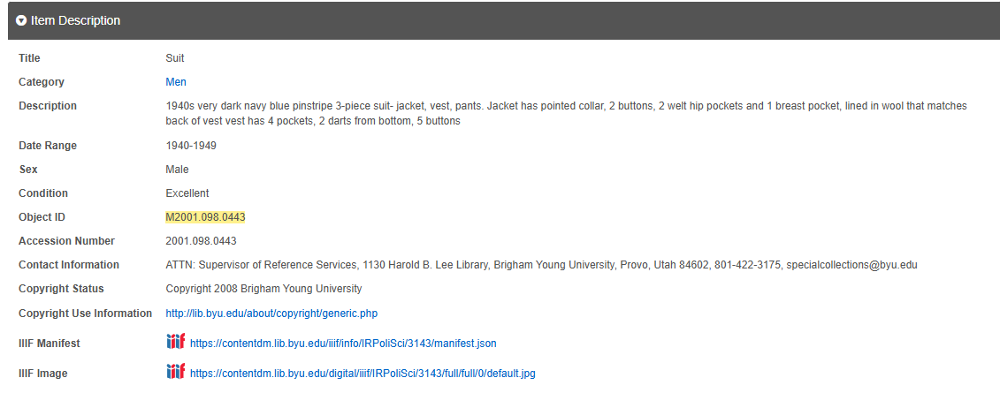 Item Description
Title Suit
Category Men
Description 1940s very dark navy blue pinstripe 3-piece suit- jacket, vest, pants. Jacket has pointed collar, 2 buttons, 2 welt hip pockets and 1 breast pocket, lined in wool that matches
back of vest vest has 4 pockets, 2 darts from bottom, 5 buttons
Date Range 1940-1949
Sex Male
Condition Excellent
Object ID M2001.098.0443
Accession Number 2001.098.0443
Contact Information ATTN: Supervisor of Reference Services, 1130 Harold B. Lee Library, Brigham Young University, Provo, Utah 84602, 801-422-3175, specialcollections@byu.edu
Copyright Status Copyright 2008 Brigham Young University
Copyright Use Information http://lib.byu.edu/about/copyright/generic.php
IIIF Manifest iiif https://contentdm.lib.byu.edu/iiif/info/IRPoliSci/3143/manifest.json
IIIF Image iiif https://contentdm.lib.byu.edu/digital/iiif/IRPoliSci/3143/full/full/0/default.jpg